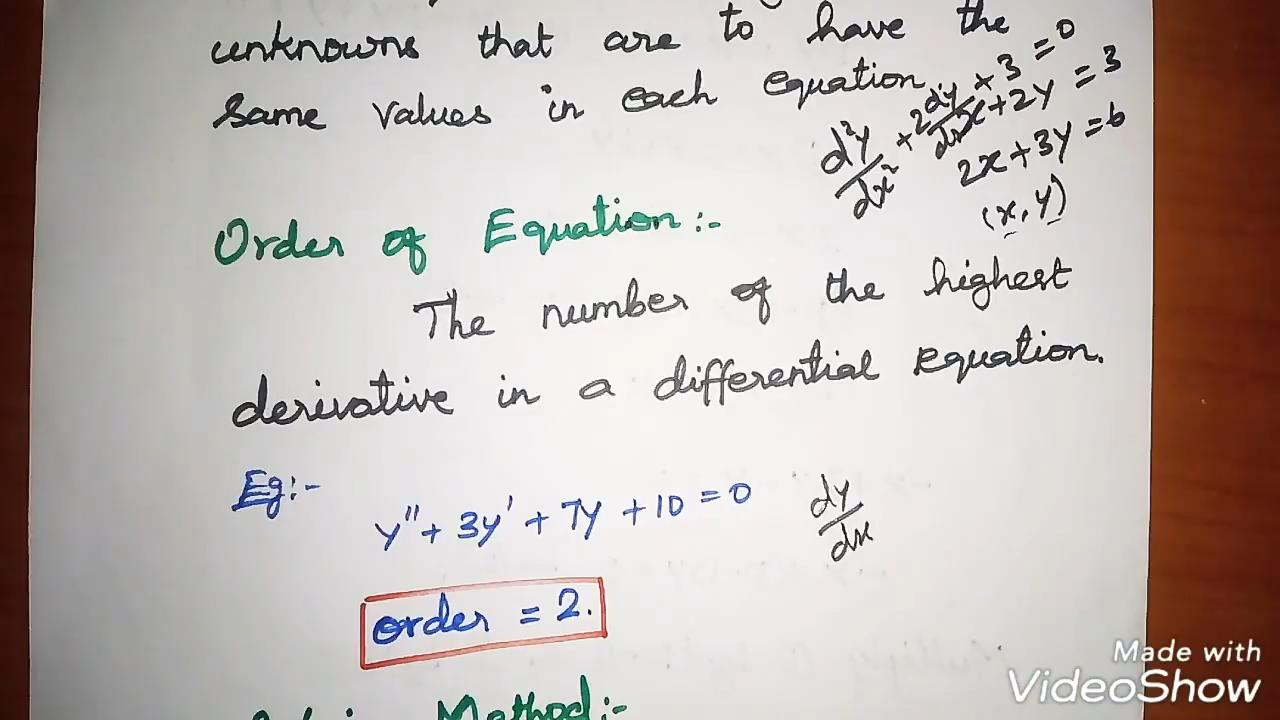 unknowns that are to have the
same values in each equation
d²y/dx² + 2dy/dx + 3 = 0
x + 2y = 3
2x + 3y = 6
(x, y)
Order of Equation:-
The number of the highest
derivative in a differential equation.
Eg:-
y'' + 3y' + 7y + 10 = 0
dy/dx
order = 2.
Method:-
Made with
VideoShow